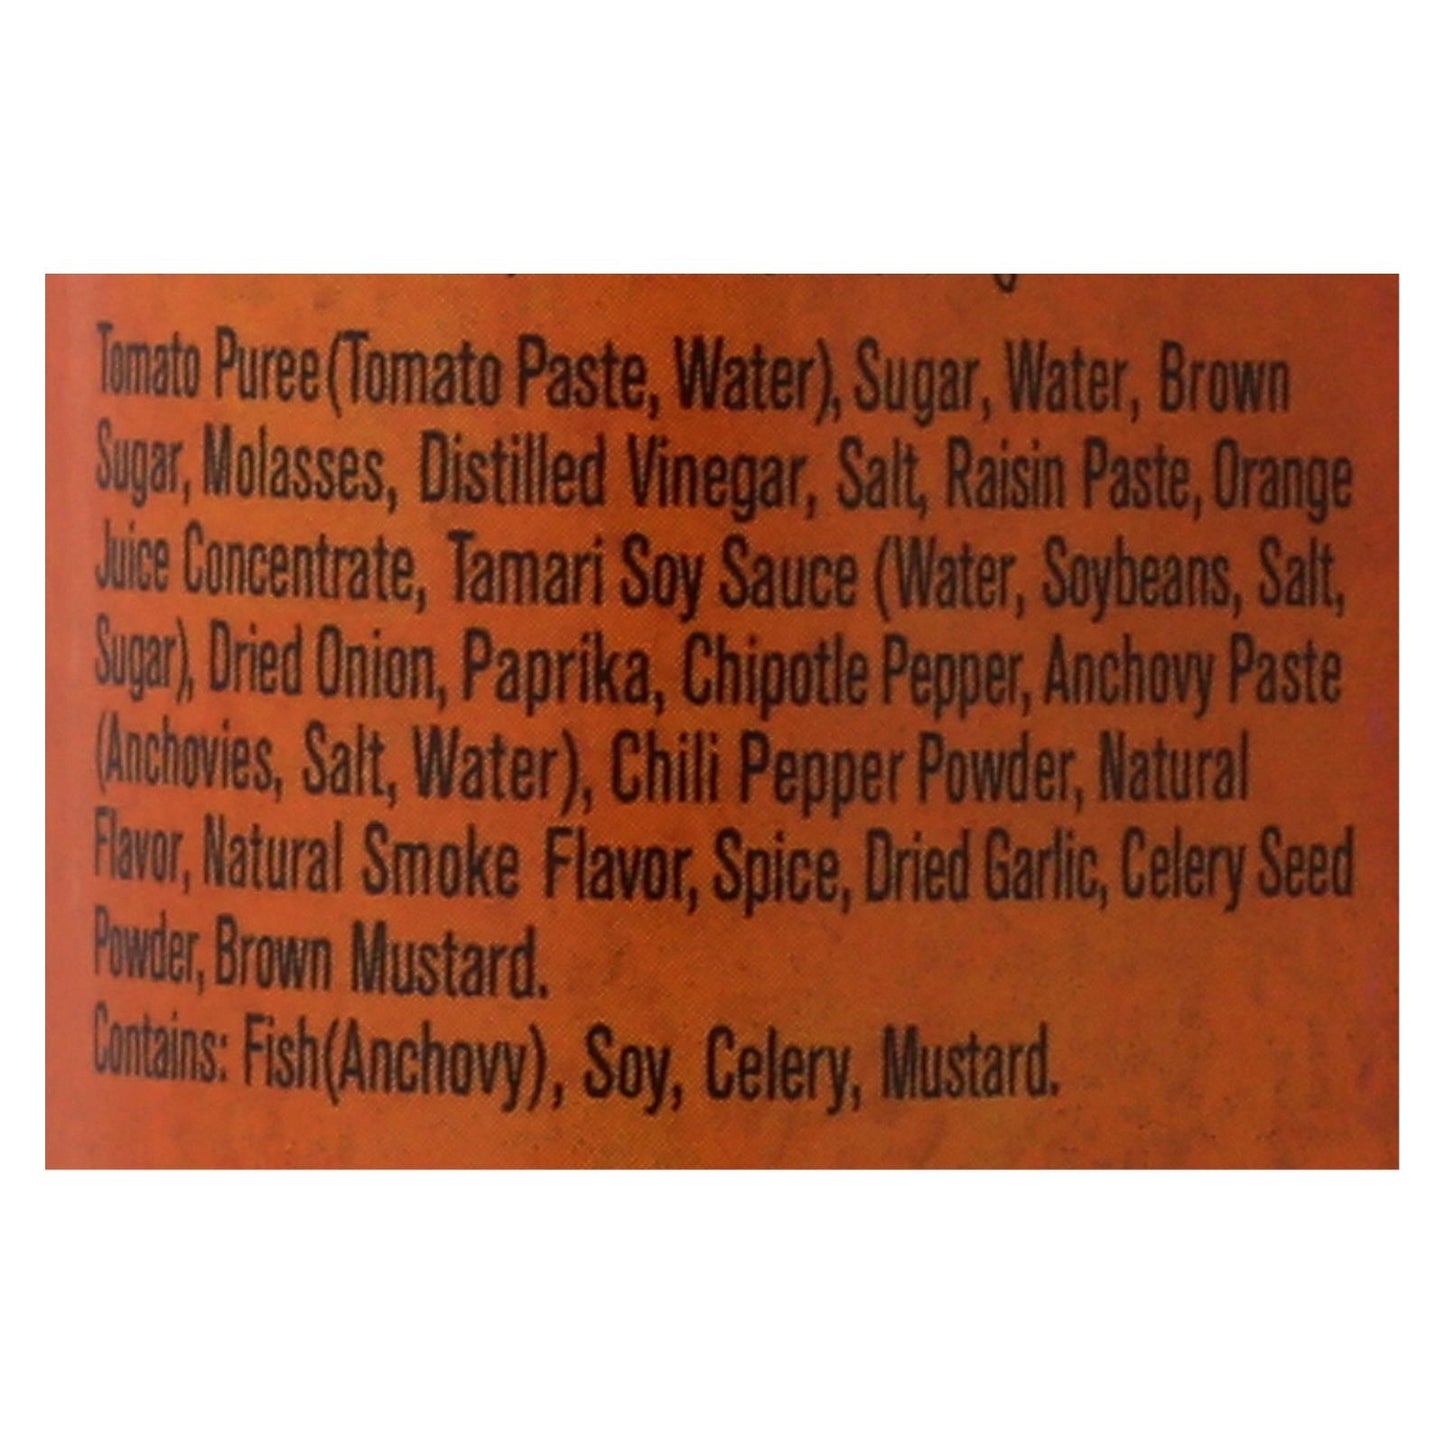 Tomato Puree (Tomato Paste, Water), Sugar, Water, Brown
Sugar, Molasses, Distilled Vinegar, Salt, Raisin Paste, Orange
Juice Concentrate, Tamari Soy Sauce (Water, Soybeans, Salt,
Sugar), Dried Onion, Paprika, Chipotle Pepper, Anchovy Paste
(Anchovies, Salt, Water), Chili Pepper Powder, Natural
Flavor, Natural Smoke Flavor, Spice, Dried Garlic, Celery Seed
Powder, Brown Mustard.
Contains: Fish(Anchovy), Soy, Celery, Mustard.